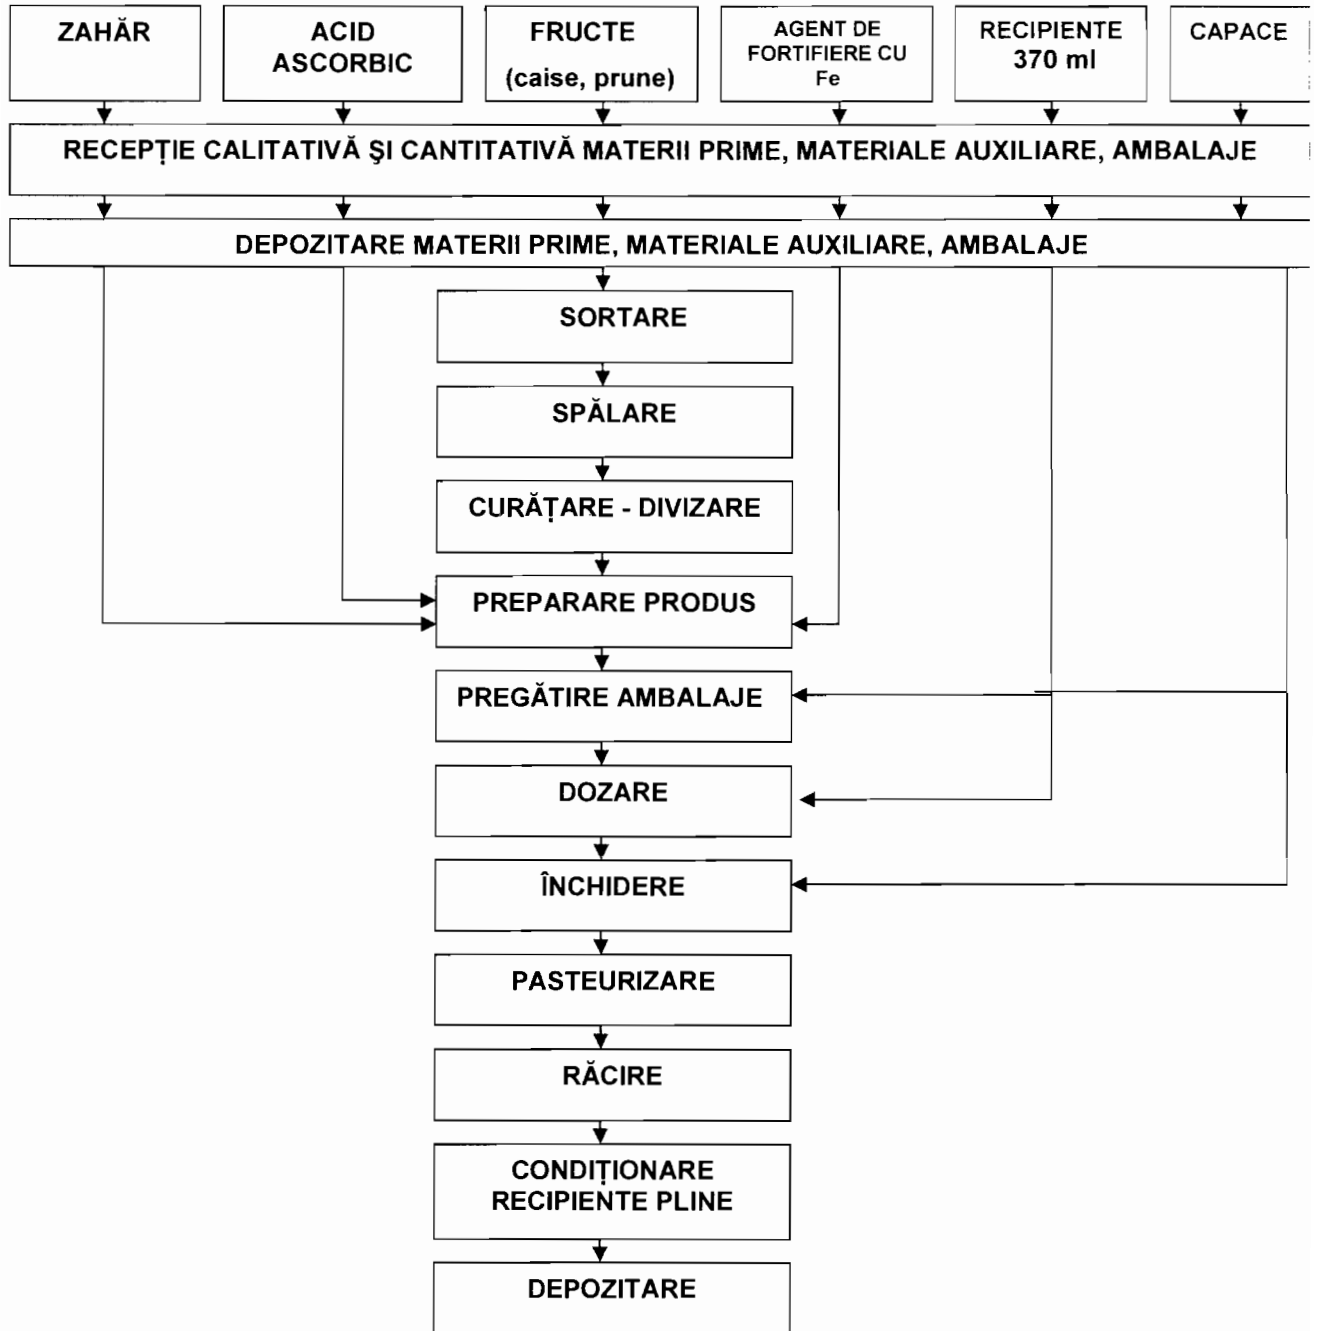 ZAHĂR
ACID
ASCORBIC
FRUCTE
(caise, prune)
AGENT DE
FORTIFIERE CU
Fe
RECIPIENTE
370 ml
CAPACE
RECEPȚIE CALITATIVĂ ŞI CANTITATIVĂ MATERII PRIME, MATERIALE AUXILIARE, AMBALAJE
DEPOZITARE MATERII PRIME, MATERIALE AUXILIARE, AMBALAJE
SORTARE
SPĂLARE
CURĂȚARE - DIVIZARE
PREPARARE PRODUS
PREGĂTIRE AMBALAJE
DOZARE
ÎNCHIDERE
PASTEURIZARE
RĂCIRE
CONDIȚIONARE
RECIPIENTE PLINE
DEPOZITARE